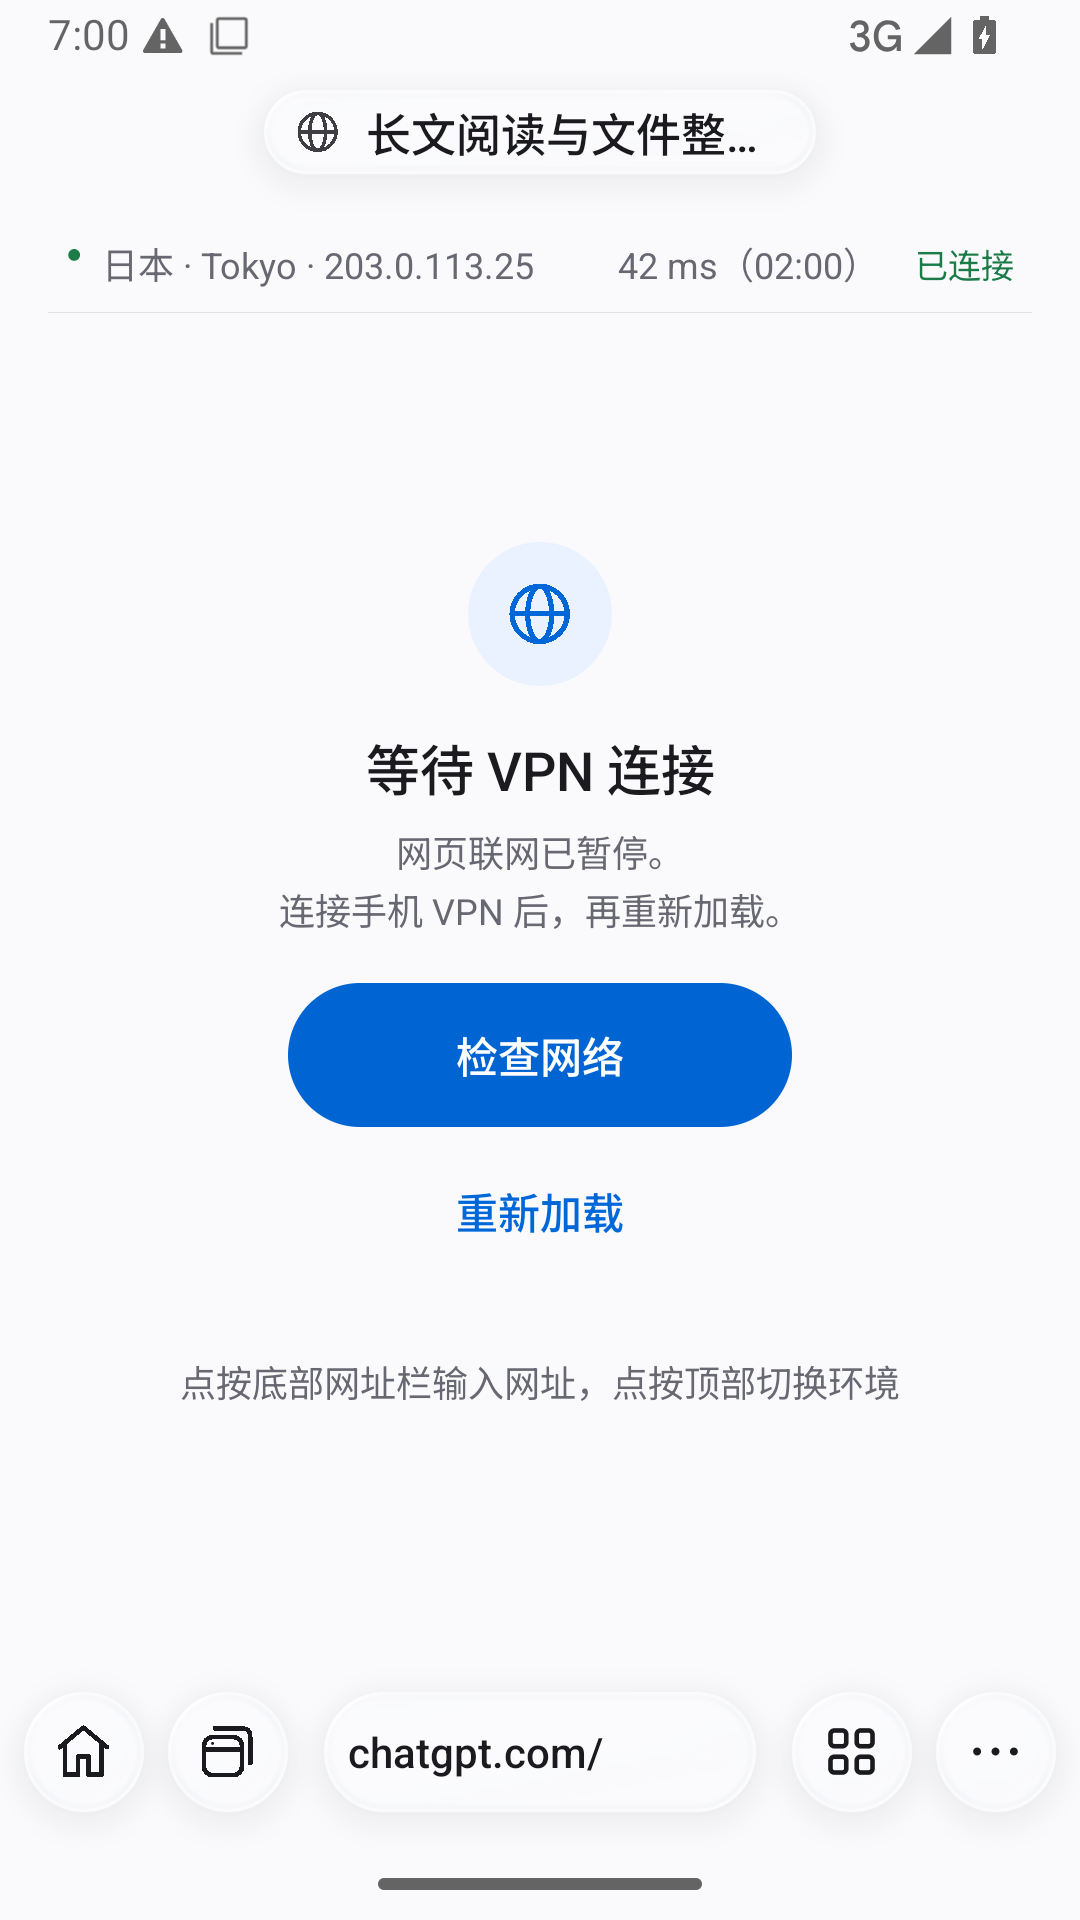 7:00
3G
长文阅读与文件整…
日本 · Tokyo · 203.0.113.25 42 ms（02:00） 已连接
等待 VPN 连接
网页联网已暂停。
连接手机 VPN 后，再重新加载。
检查网络
重新加载
点按底部网址栏输入网址，点按顶部切换环境
chatgpt.com/